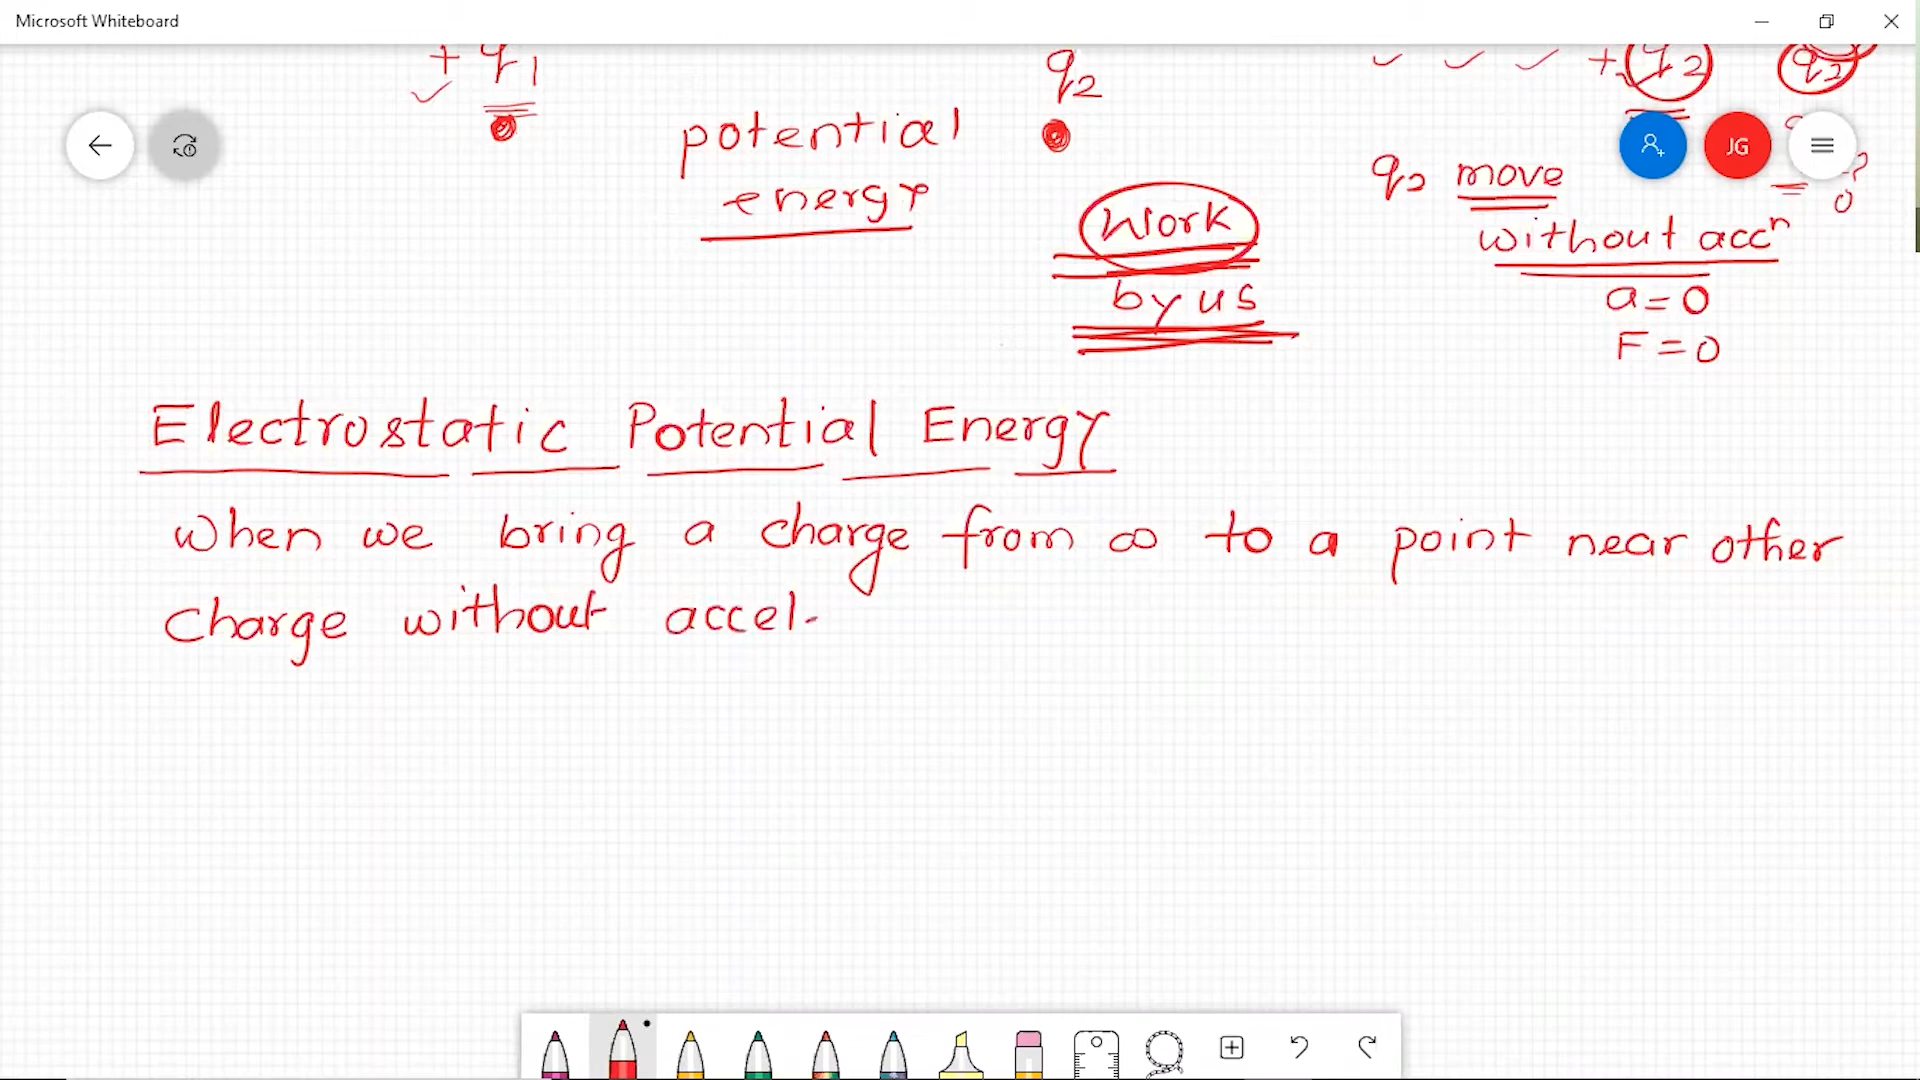 Microsoft Whiteboard
+ q1
q2
+ q2
q2
potential
energy
JG
Work
by us
q2 move
without accⁿ
a=0
F=0
Electrostatic Potential Energy
when we bring a charge from ∞ to a point near other
charge without accel.